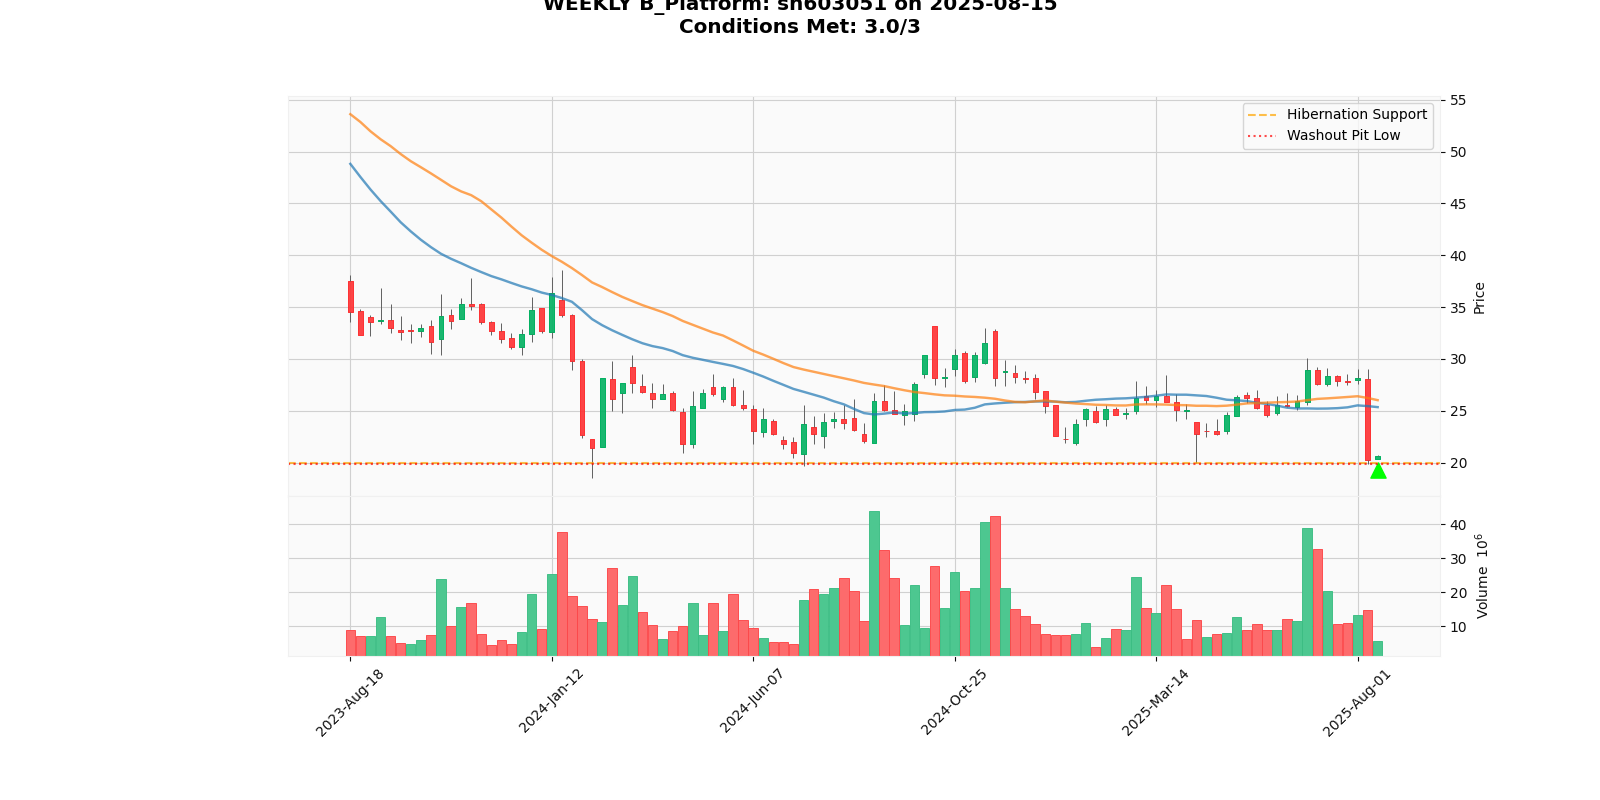 WEEKLY B_Platform: sh603051 on 2025-08-15
Conditions Met: 3.0/3
Hibernation Support
Washout Pit Low
55
50
45
40
35
30
25
20
Price
40
30
20
10
Volume 10^6
2023-Aug-18
2024-Jan-12
2024-Jun-07
2024-Oct-25
2025-Mar-14
2025-Aug-01